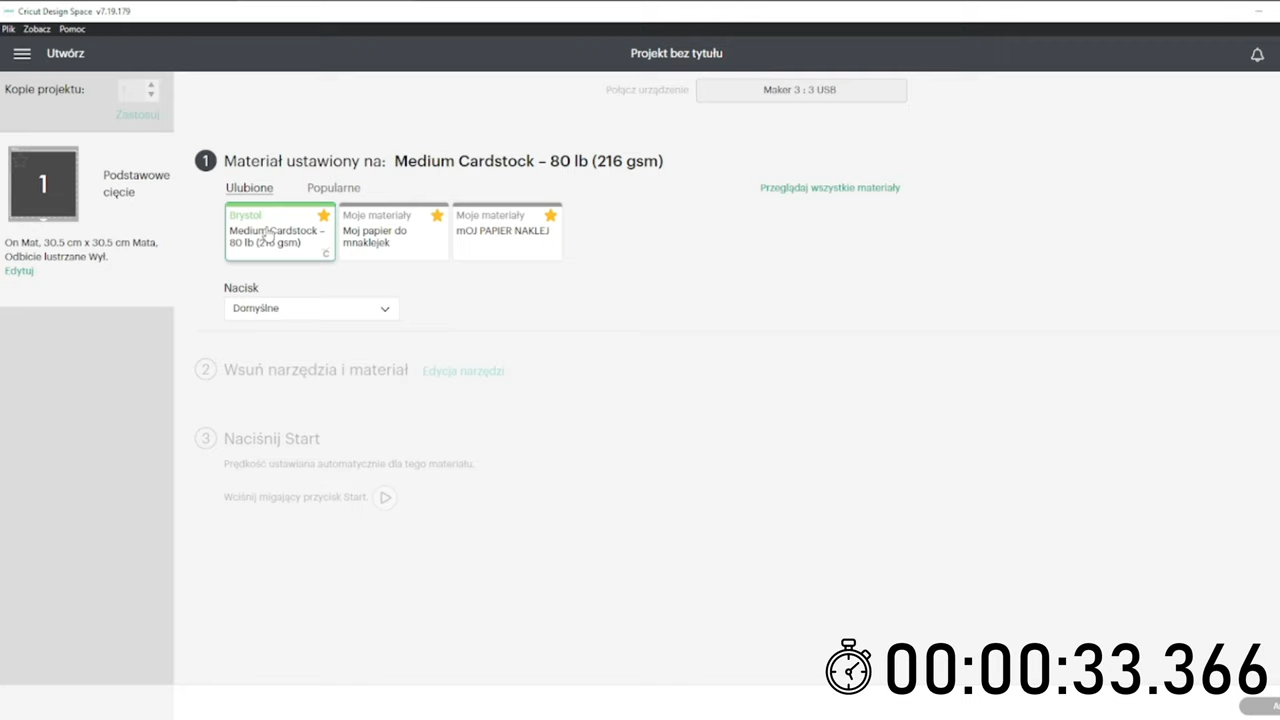 Cricut Design Space v7.19.179
Plik Zobacz Pomoc
Utwórz
Projekt bez tytułu
Kopie projektu:
Zastosuj
Połącz urządzenie
Maker 3 : 3 USB
1
Podstawowe
cięcie
On Mat, 30.5 cm x 30.5 cm Mata,
Odbicie lustrzane Wył.
Edytuj
1 Materiał ustawiony na: Medium Cardstock – 80 lb (216 gsm)
Ulubione Popularne
Przeglądaj wszystkie materiały
Brystol
Medium Cardstock –
80 lb (216 gsm)
C
Moje materiały
Moj papier do
mnaklejek
Moje materiały
mOJ PAPIER NAKLEJ
Nacisk
Domyślne
2 Wsuń narzędzia i materiał Edycja narzędzi
3 Naciśnij Start
Prędkość ustawiana automatycznie dla tego materiału.
Wciśnij migający przycisk Start.
00:00:33.366